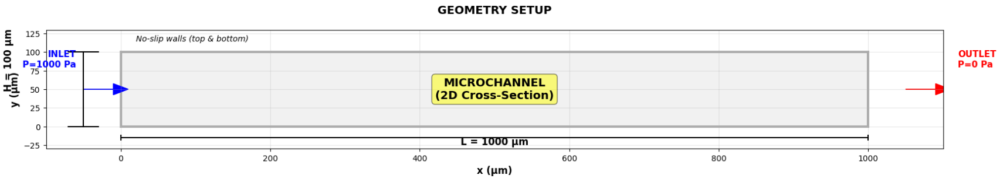 GEOMETRY SETUP
H = 100 μm
y (μm)
125
100
75
50
25
0
−25
No-slip walls (top & bottom)
INLET
P=1000 Pa
MICROCHANNEL
(2D Cross-Section)
OUTLET
P=0 Pa
L = 1000 μm
0
200
400
600
800
1000
x (μm)